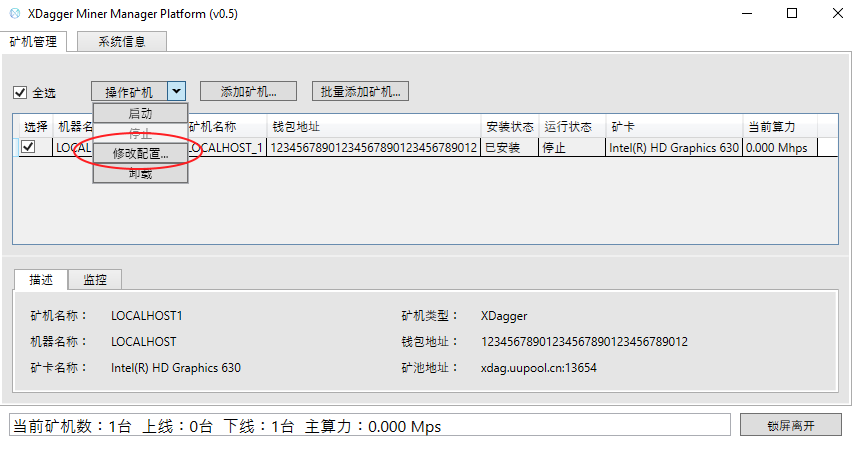 XDagger Miner Manager Platform (v0.5)
矿机管理 系统信息
全选 操作矿机 添加矿机... 批量添加矿机...
启动
停止
修改配置...
卸载
选择 机器名 矿机名称 钱包地址 安装状态 运行状态 矿卡 当前算力
LOCAL LOCALHOST_1 12345678901234567890123456789012 已安装 停止 Intel(R) HD Graphics 630 0.000 Mhps
描述 监控
矿机名称： LOCALHOST1 矿机类型： XDagger
机器名称： LOCALHOST 钱包地址： 12345678901234567890123456789012
矿卡名称： Intel(R) HD Graphics 630 矿池地址： xdag.uupool.cn:13654
当前矿机数：1台 上线：0台 下线：1台 主算力：0.000 Mps 锁屏离开